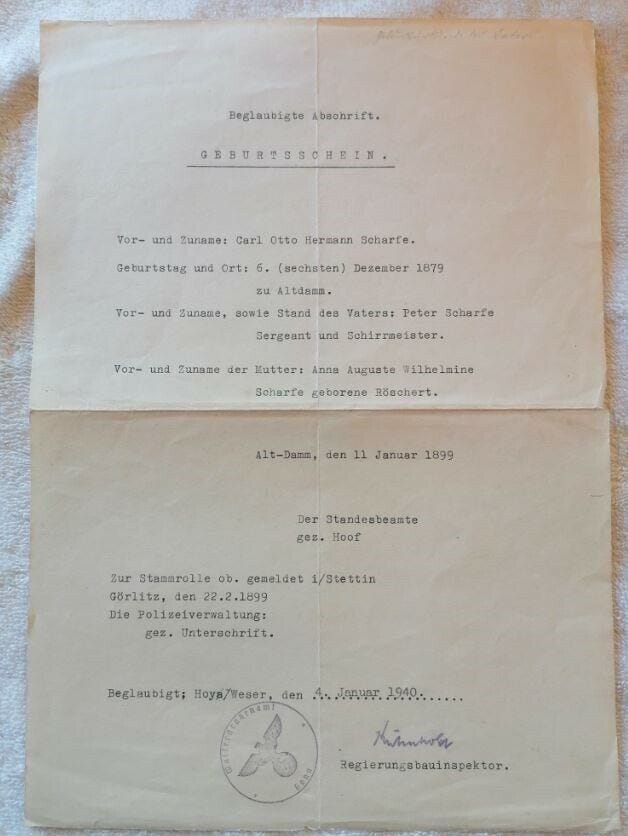 Beglaubigte Abschrift.
GEBURTSSCHEIN.
Vor- und Zuname: Carl Otto Hermann Scharfe.
Geburtstag und Ort: 6. (sechsten) Dezember 1879
zu Altdamm.
Vor- und Zuname, sowie Stand des Vaters: Peter Scharfe
Sergeant und Schirrmeister.
Vor- und Zuname der Mutter: Anna Auguste Wilhelmine
Scharfe geborene Röschert.
Alt-Damm, den 11 Januar 1899
Der Standesbeamte
gez. Hoof
Zur Stammrolle ob. gemeldet i/Stettin
Görlitz, den 22.2.1899
Die Polizeiverwaltung:
gez. Unterschrift.
Beglaubigt; Hoya/Weser, den 4. Januar 1940.
Wasserstraßenamt
Hoya
Regierungsbauinspektor.